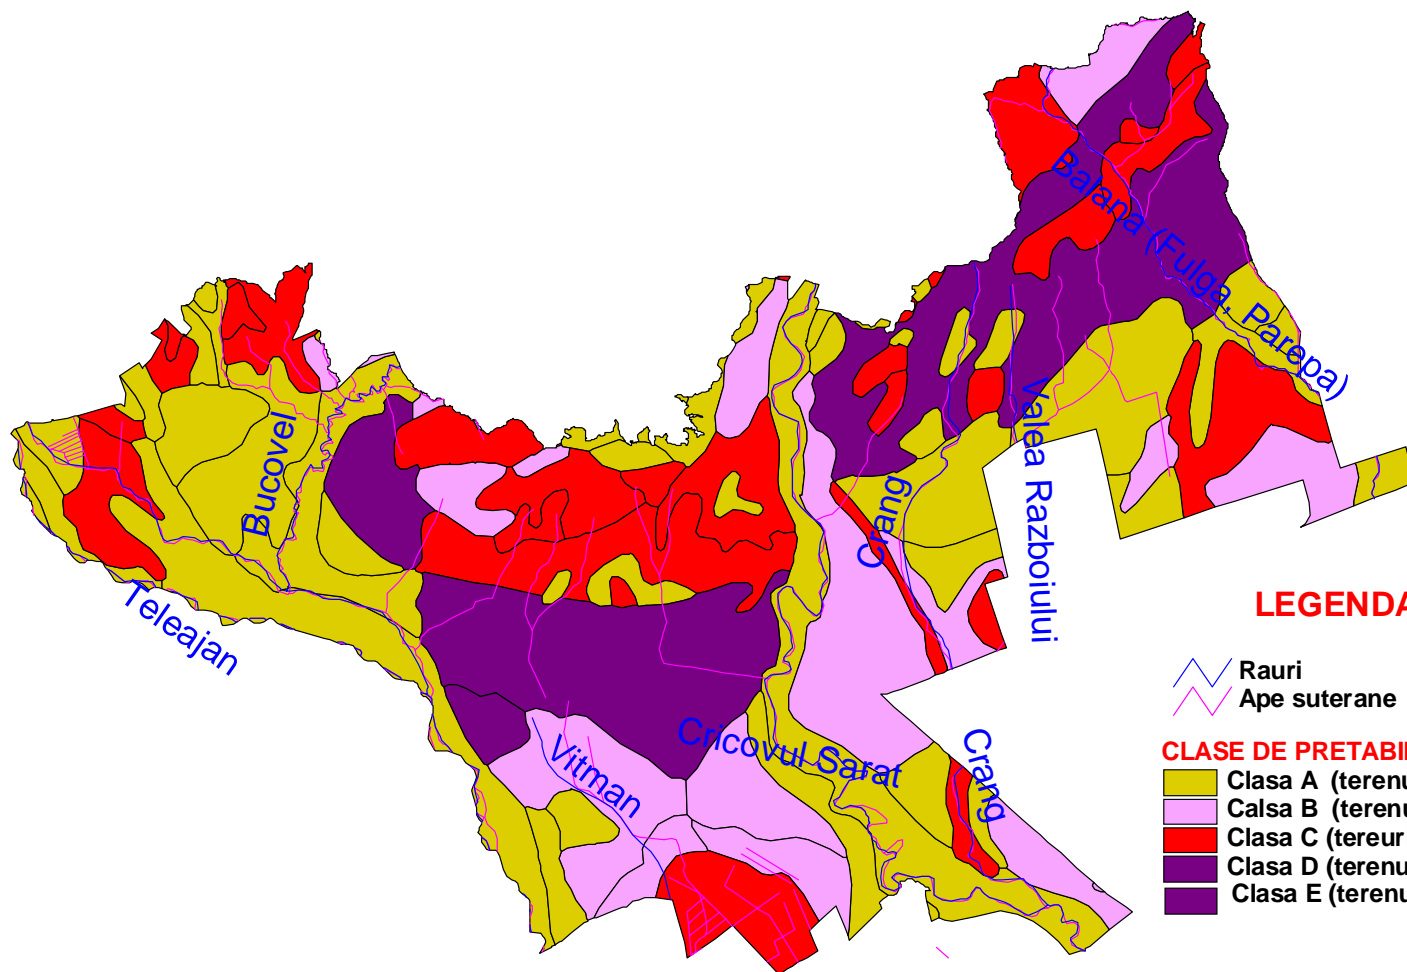 Balana (Fulga, Parepa)
Bucovel
Valea Razboiului
Crang
Teleajan
LEGENDA
Rauri
Ape suterane
Cricovul Sarat
Crang
Vitman
CLASE DE PRETABI
Clasa A (terenu
Calsa B (terenu
Clasa C (tereur
Clasa D (terenu
Clasa E (terenu